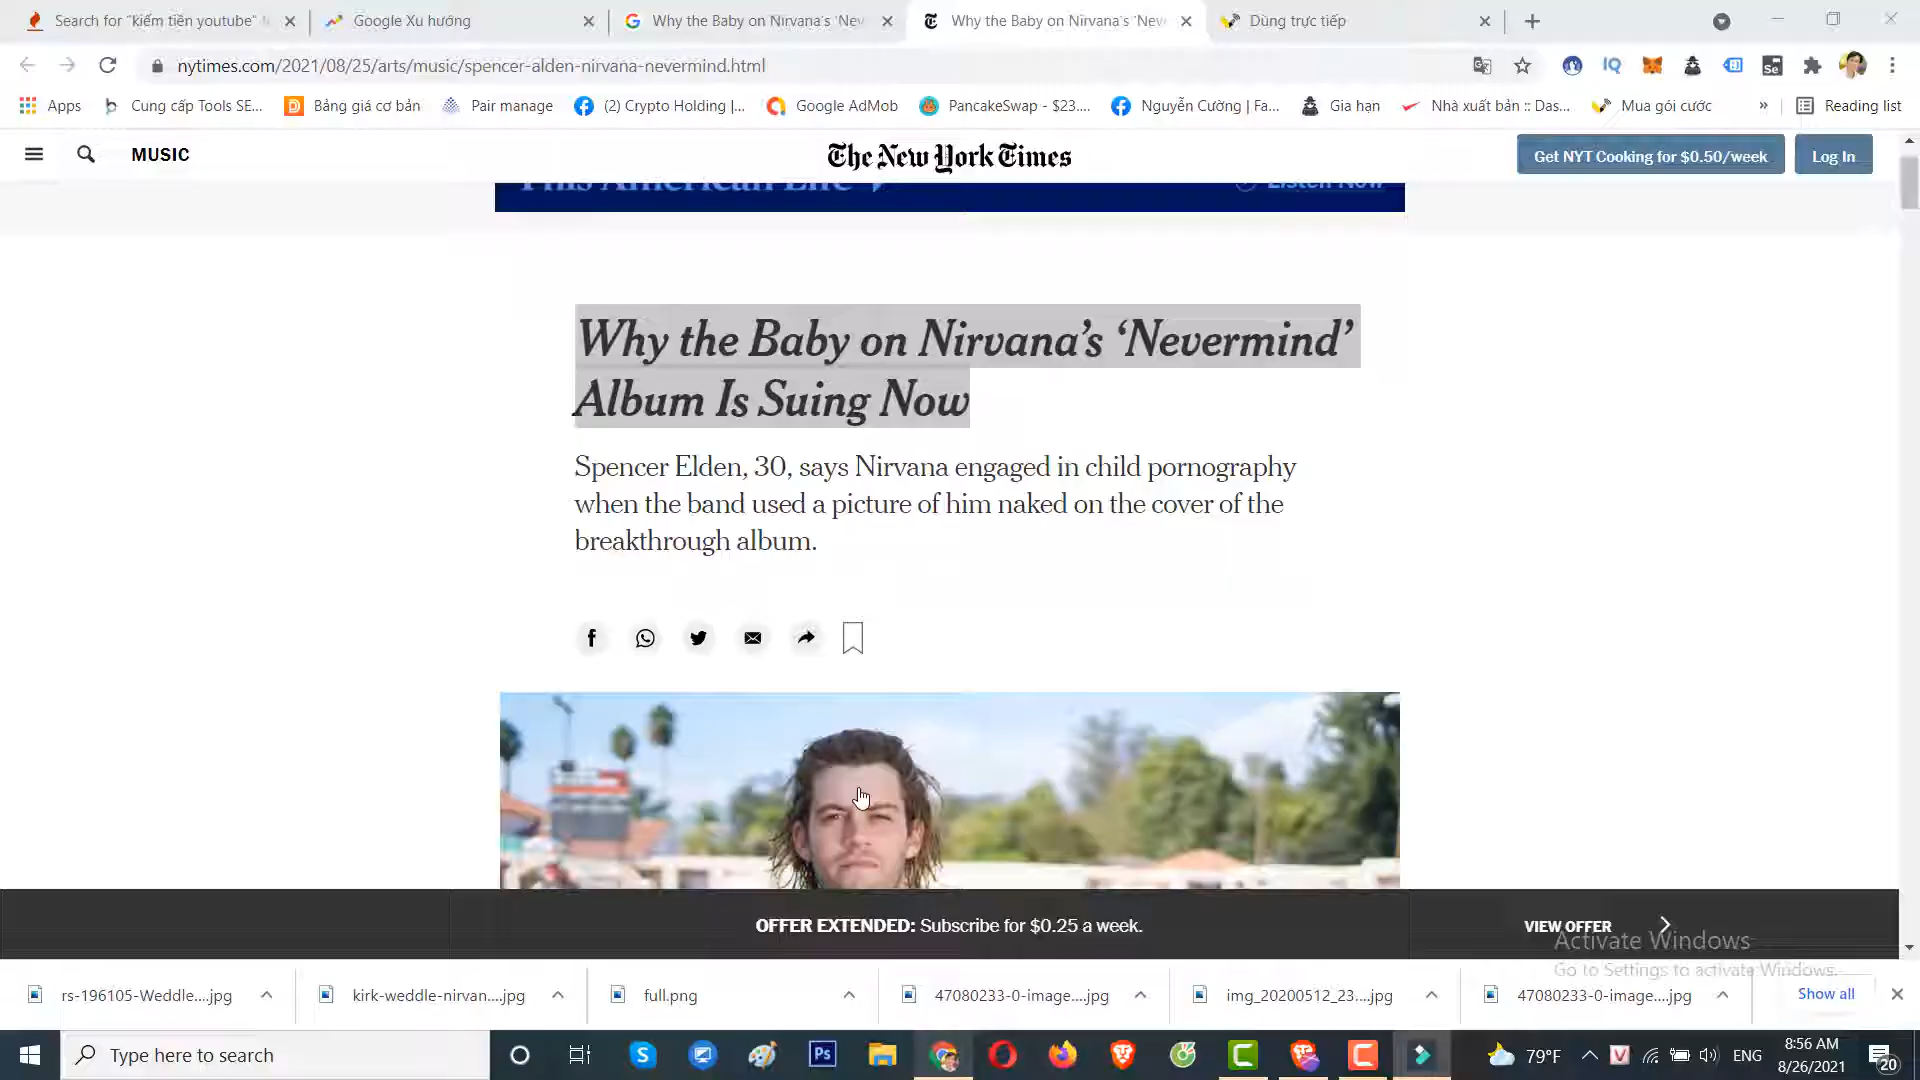 Search for "kiếm tiền youtube"
Google Xu hướng
Why the Baby on Nirvana's 'Nev
Why the Baby on Nirvana's 'Nev
Dùng trực tiếp
nytimes.com/2021/08/25/arts/music/spencer-alden-nirvana-nevermind.html
Apps
Cung cấp Tools SE...
Bảng giá cơ bản
Pair manage
(2) Crypto Holding |...
Google AdMob
PancakeSwap - $23....
Nguyễn Cường | Fa...
Gia hạn
Nhà xuất bản :: Das...
Mua gói cước
»
Reading list
MUSIC
The New York Times
Get NYT Cooking for $0.50/week
Log In
This American Life
Listen Now
Why the Baby on Nirvana's 'Nevermind'
Album Is Suing Now
Spencer Elden, 30, says Nirvana engaged in child pornography
when the band used a picture of him naked on the cover of the
breakthrough album.
OFFER EXTENDED: Subscribe for $0.25 a week.
VIEW OFFER
Activate Windows
Go to Settings to activate Windows.
rs-196105-Weddle....jpg
kirk-weddle-nirvan....jpg
full.png
47080233-0-image....jpg
img_20200512_23....jpg
47080233-0-image....jpg
Show all
Type here to search
79°F
ENG
8:56 AM
8/26/2021
20